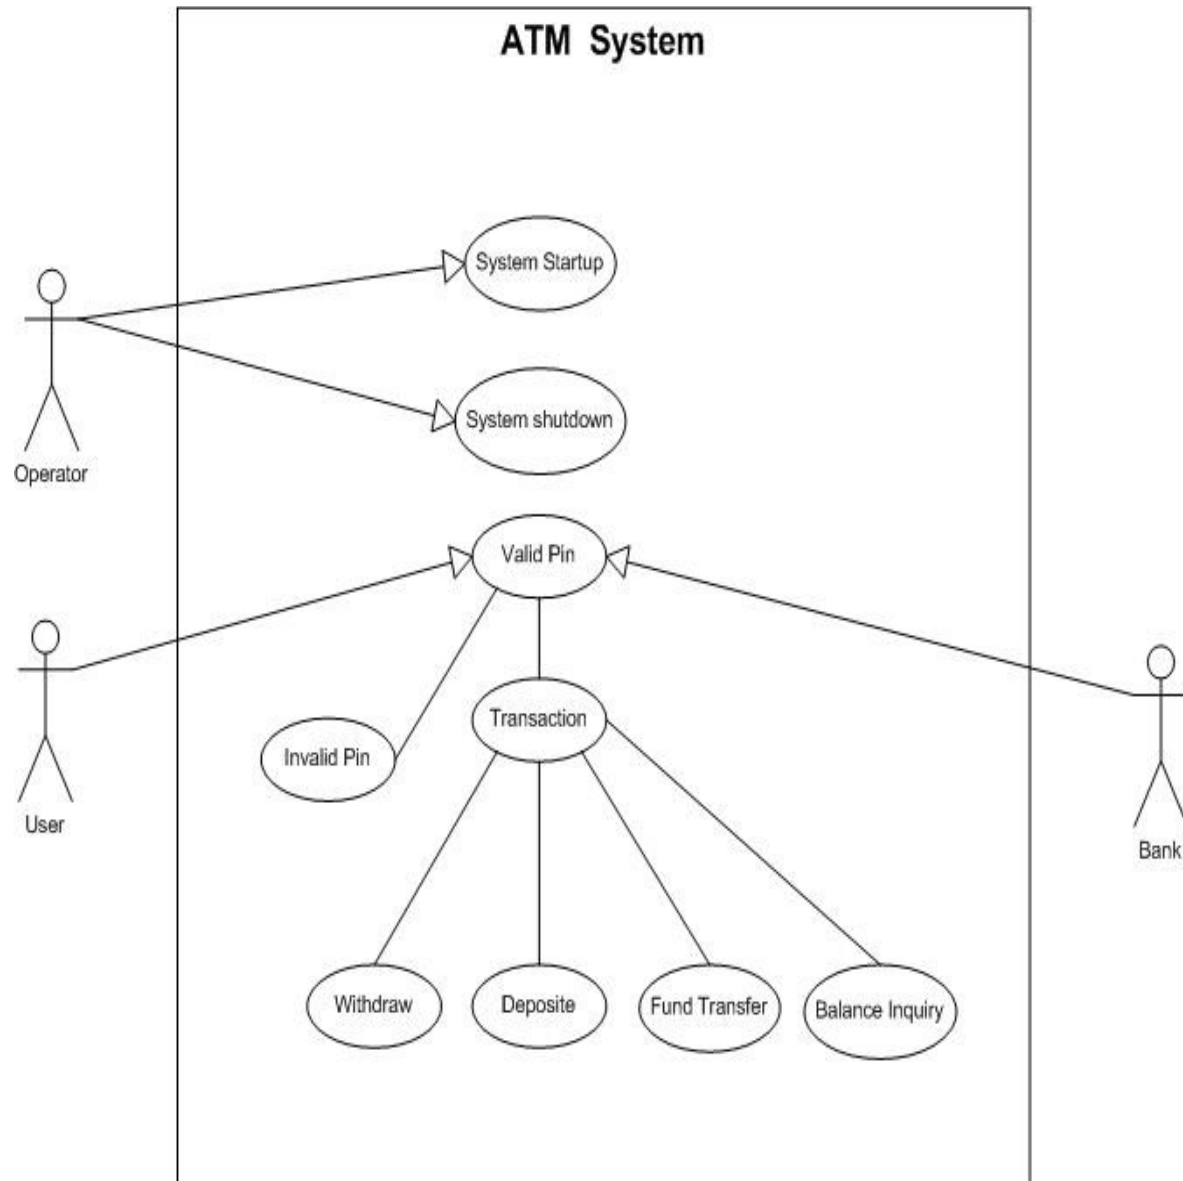 ATM System
System Startup
Operator
System shutdown
Valid Pin
User
Invalid Pin
Transaction
Bank
Withdraw
Deposite
Fund Transfer
Balance Inquiry